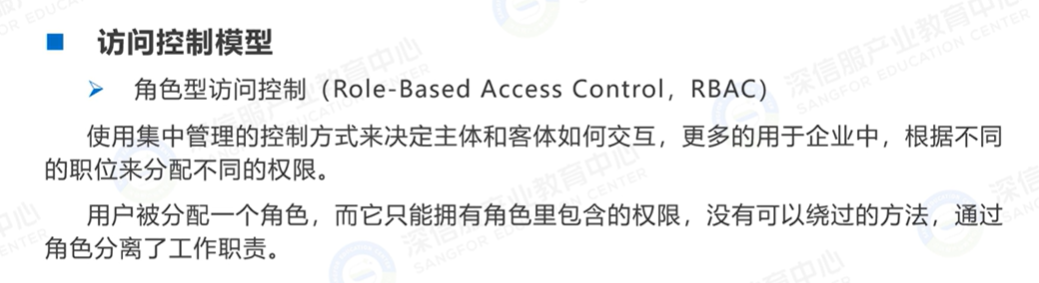 访问控制模型
角色型访问控制（Role-Based Access Control，RBAC）
使用集中管理的控制方式来决定主体和客体如何交互，更多的用于企业中，根据不同
的职位来分配不同的权限。
用户被分配一个角色，而它只能拥有角色里包含的权限，没有可以绕过的方法，通过
角色分离了工作职责。
深信服产业教育中心
SANGFOR EDUCATION CENTER